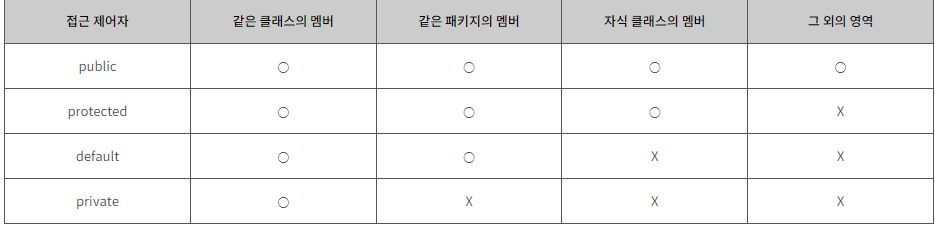 접근 제어자 같은 클래스의 멤버 같은 패키지의 멤버 자식 클래스의 멤버 그 외의 영역
public ○ ○ ○ ○
protected ○ ○ ○ X
default ○ ○ X X
private ○ X X X